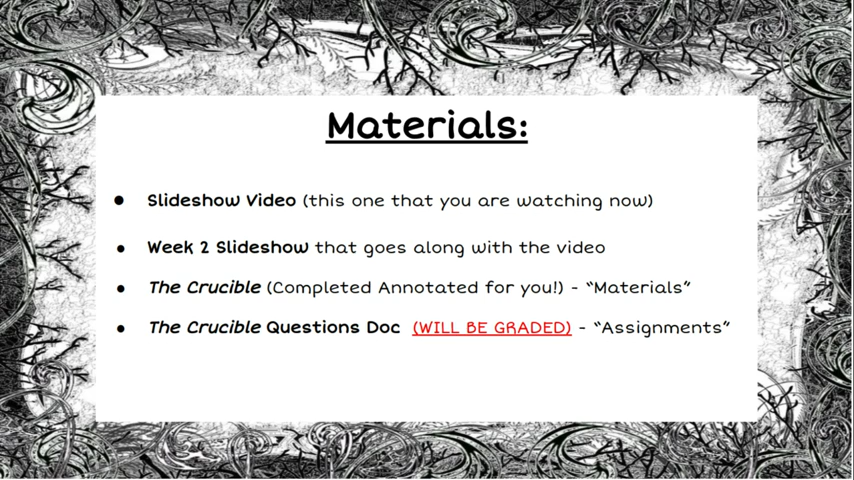 Materials:
● Slideshow Video (this one that you are watching now)
● Week 2 Slideshow that goes along with the video
● The Crucible (Completed Annotated for you!) - “Materials”
● The Crucible Questions Doc (WILL BE GRADED) - “Assignments”